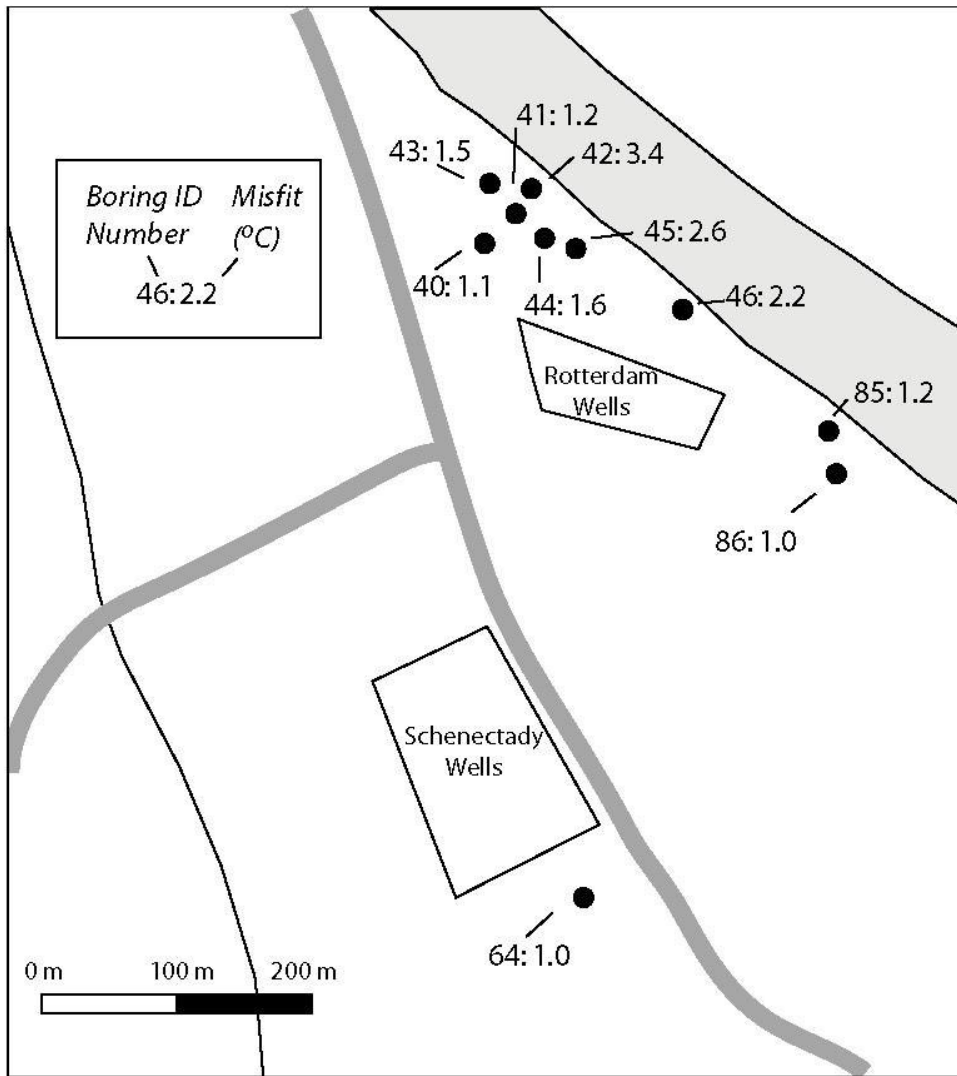 41: 1.2
43: 1.5
42: 3.4
Boring ID Misfit
Number (ºC)
46: 2.2
45: 2.6
40: 1.1
44: 1.6
46: 2.2
Rotterdam
Wells
85: 1.2
86: 1.0
Schenectady
Wells
64: 1.0
0 m 100 m 200 m